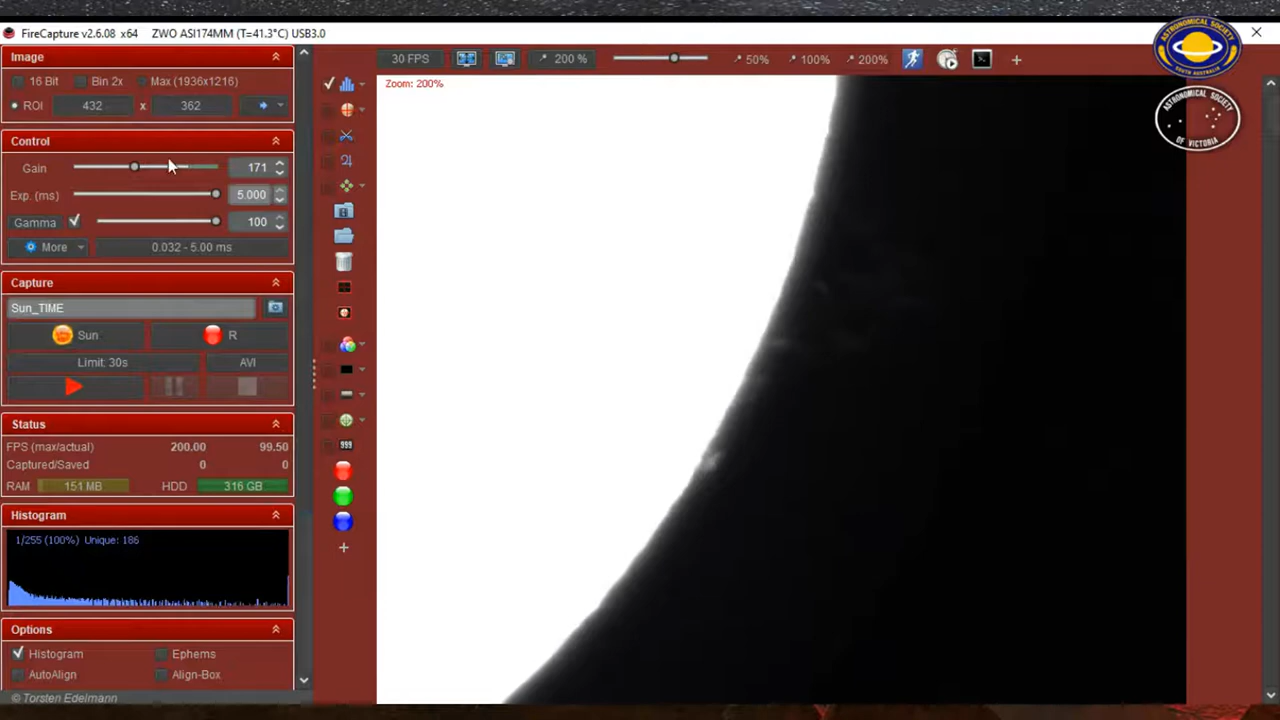 FireCapture v2.6.08 x64 ZWO ASI174MM (T=41.3°C) USB3.0
ASTRONOMICAL SOCIETY
SOUTH AUSTRALIA
ASTRONOMICAL SOCIETY
OF VICTORIA
Image
16 Bit Bin 2x Max (1936x1216)
ROI 432 x 362
Control
Gain 171
Exp. (ms) 5.000
Gamma 100
More 0.032 - 5.00 ms
Capture
Sun_TIME
Sun R
Limit: 30s AVI
Status
FPS (max/actual) 200.00 99.50
Captured/Saved 0 0
RAM 151 MB HDD 316 GB
Histogram
1/255 (100%) Unique: 186
Options
Histogram Ephems
AutoAlign Align-Box
© Torsten Edelmann
30 FPS 200 % 50% 100% 200%
Zoom: 200%
999